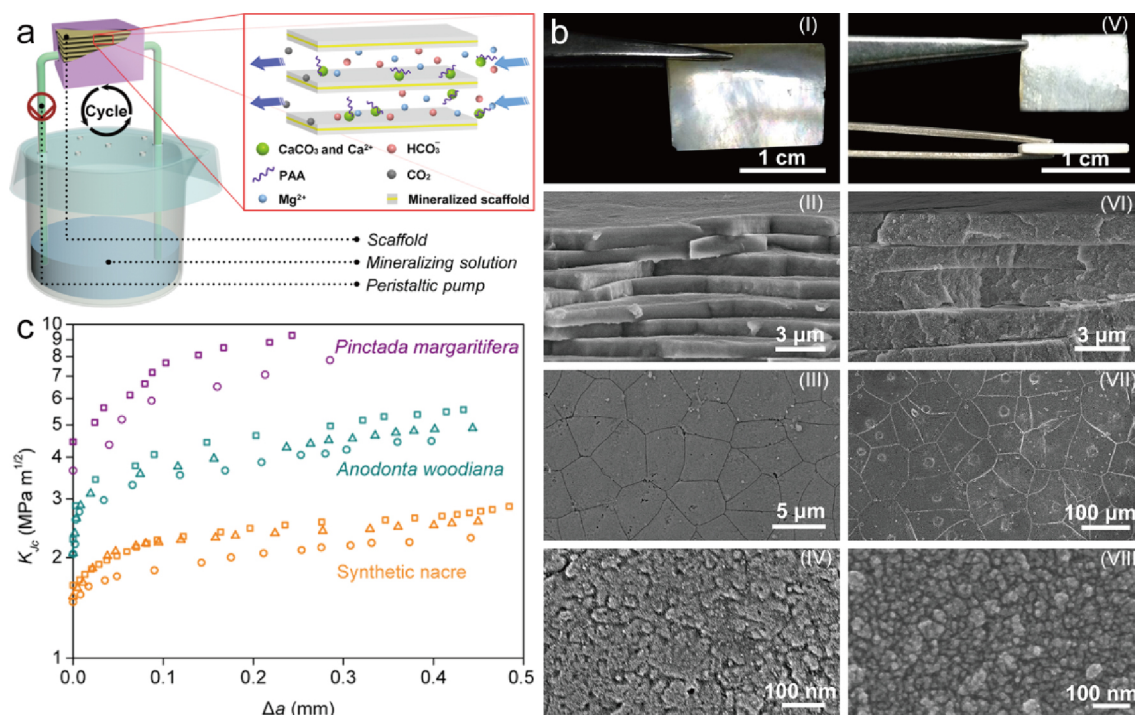 a
Cycle
CaCO₃ and Ca²⁺
HCO₃⁻
PAA
CO₂
Mg²⁺
Mineralized scaffold
Scaffold
Mineralizing solution
Peristaltic pump
b
(I)
1 cm
(V)
1 cm
(II)
3 µm
(VI)
3 µm
(III)
5 µm
(VII)
100 µm
(IV)
100 nm
(VIII)
100 nm
c
K_Jc (MPa m^1/2)
10
9
8
7
6
5
4
3
2
1
Pinctada margaritifera
Anodonta woodiana
Synthetic nacre
0.0 0.1 0.2 0.3 0.4 0.5
Δa (mm)